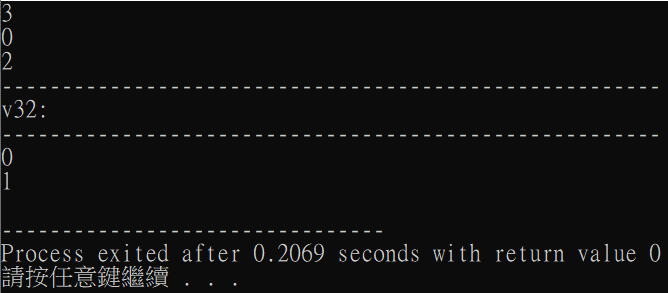 3
0
2
-------------------------------------------------------
v32:
-------------------------------------------------------
0
1
--------------------------------
Process exited after 0.2069 seconds with return value 0
請按任意鍵繼續 . . .